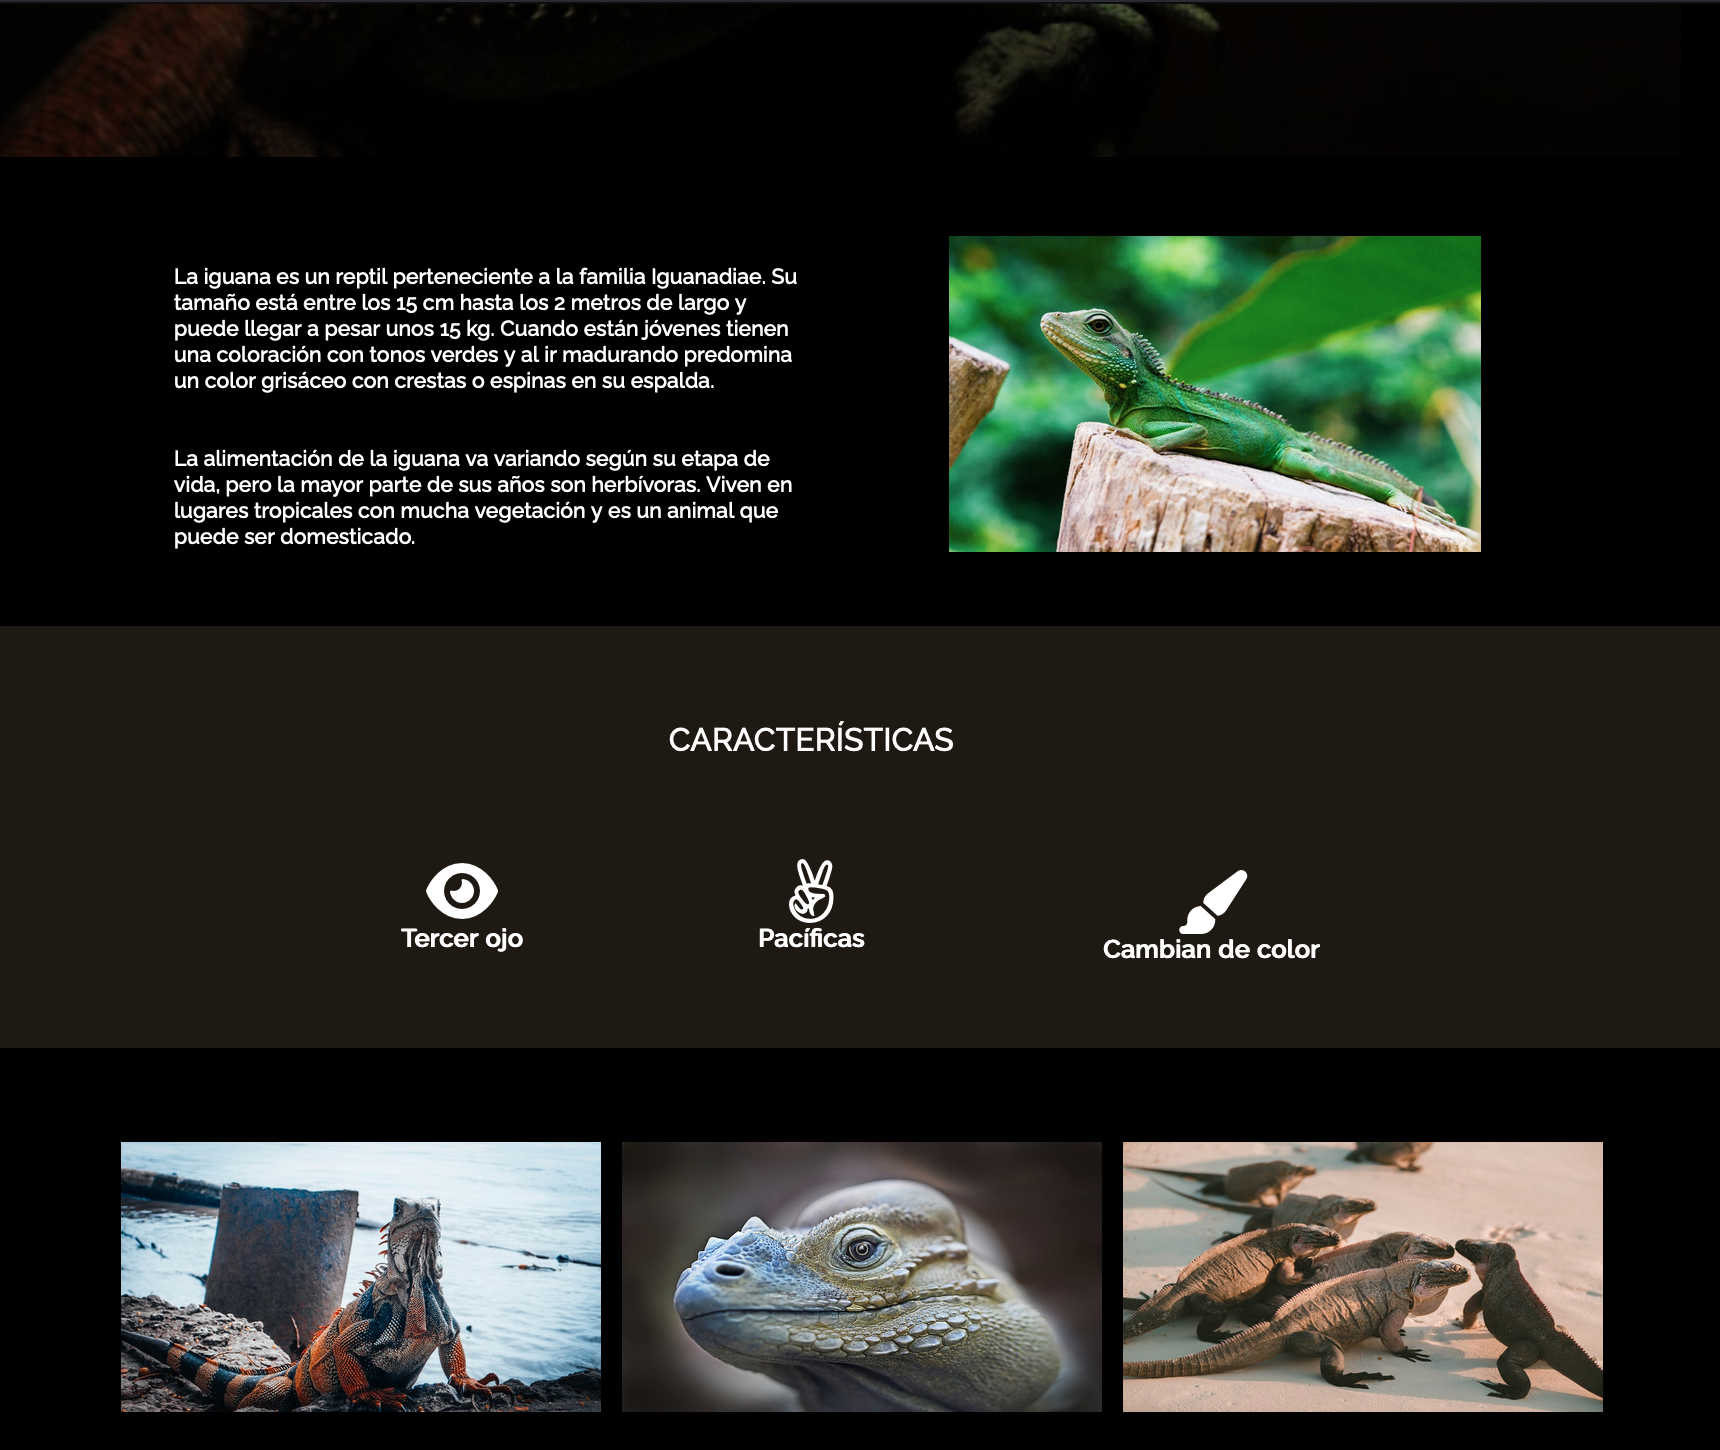 La iguana es un reptil perteneciente a la familia Iguanadiae. Su
tamaño está entre los 15 cm hasta los 2 metros de largo y
puede llegar a pesar unos 15 kg. Cuando están jóvenes tienen
una coloración con tonos verdes y al ir madurando predomina
un color grisáceo con crestas o espinas en su espalda.
La alimentación de la iguana va variando según su etapa de
vida, pero la mayor parte de sus años son herbívoras. Viven en
lugares tropicales con mucha vegetación y es un animal que
puede ser domesticado.
CARACTERÍSTICAS
Tercer ojo
Pacíficas
Cambian de color